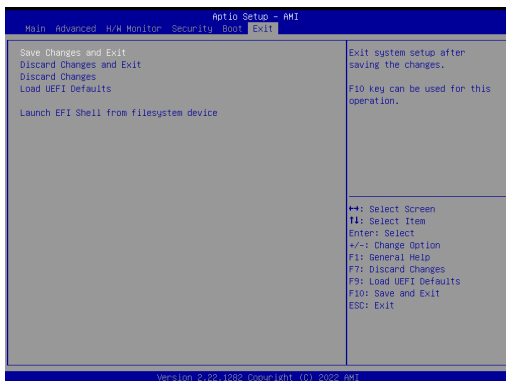 Aptio Setup – AMI
Main Advanced H/W Monitor Security Boot Exit
Save Changes and Exit
Discard Changes and Exit
Discard Changes
Load UEFI Defaults
Launch EFI Shell from filesystem device
Exit system setup after
saving the changes.
F10 key can be used for this
operation.
↔: Select Screen
↑↓: Select Item
Enter: Select
+/-: Change Option
F1: General Help
F7: Discard Changes
F9: Load UEFI Defaults
F10: Save and Exit
ESC: Exit
Version 2.22.1282 Copyright (C) 2022 AMI